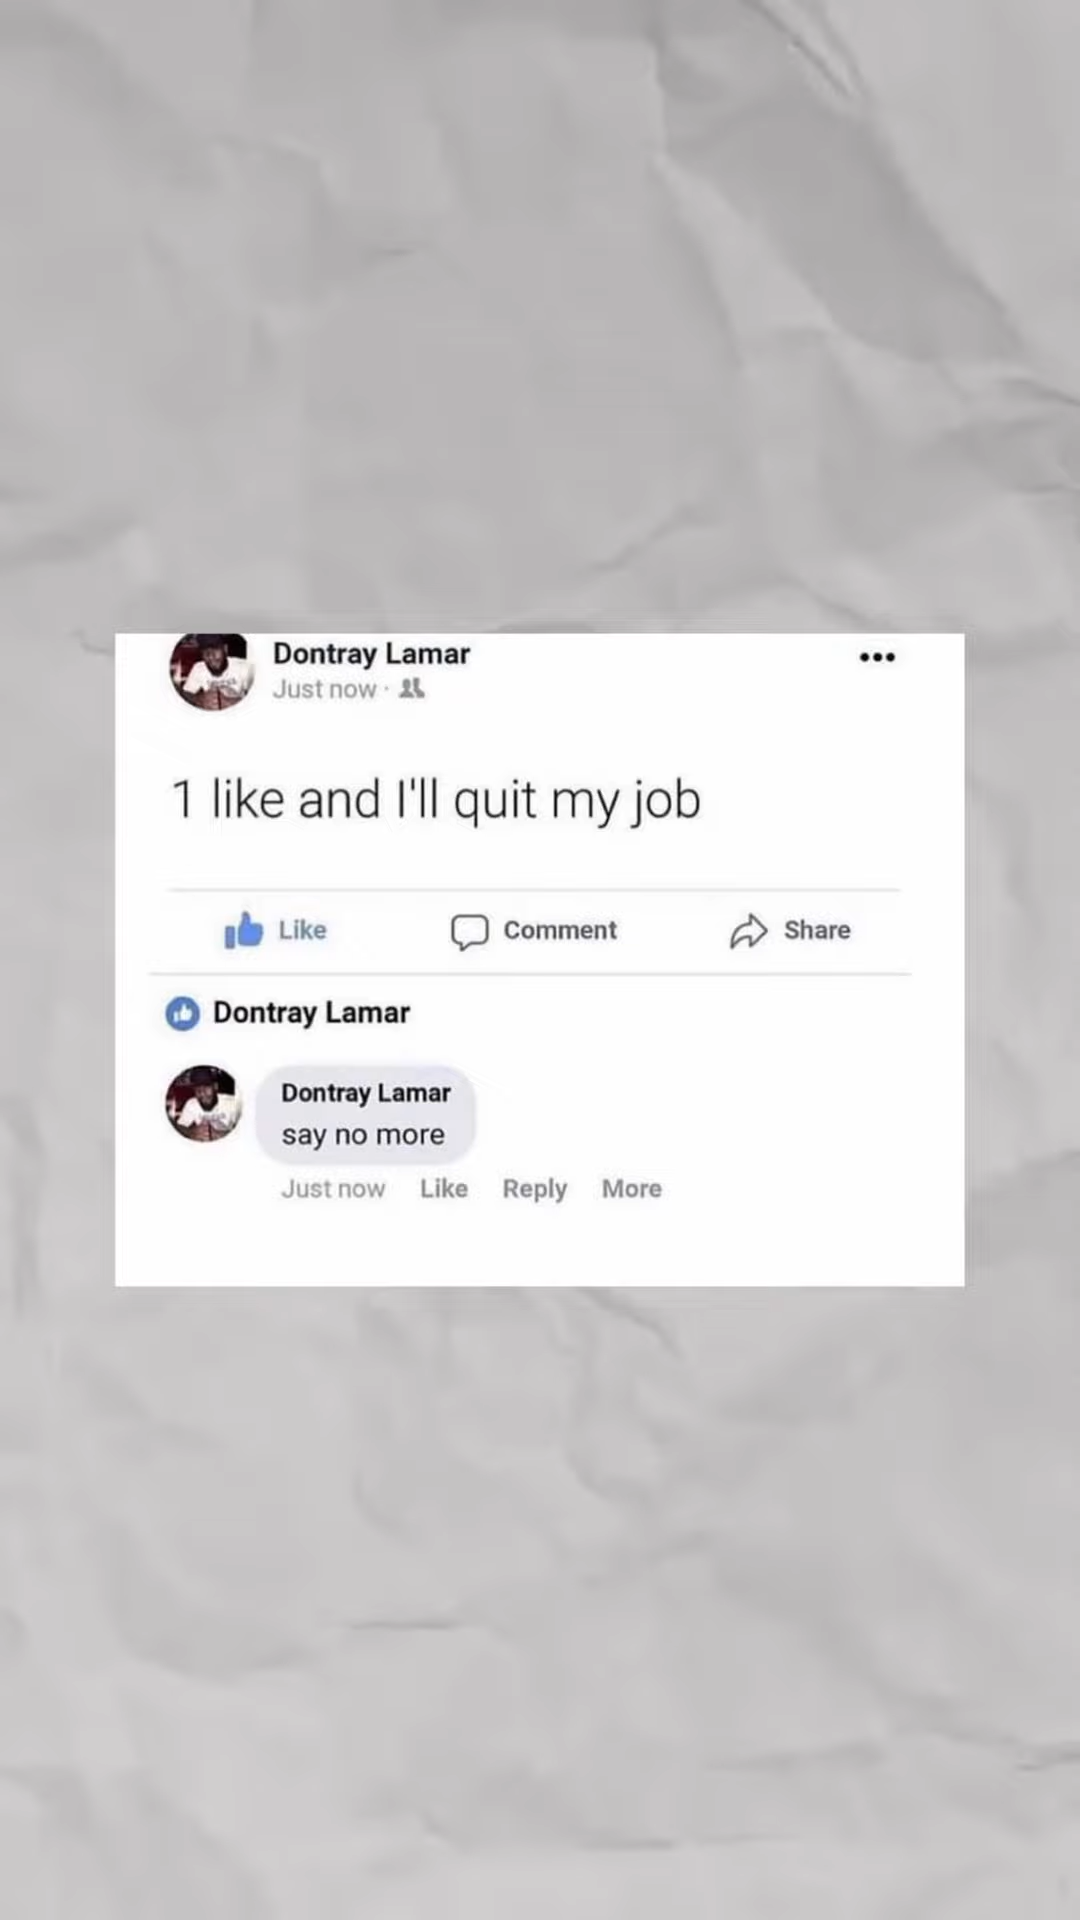 Dontray Lamar
Just now ·
1 like and I'll quit my job
Like Comment Share
Dontray Lamar
Dontray Lamar
say no more
Just now Like Reply More